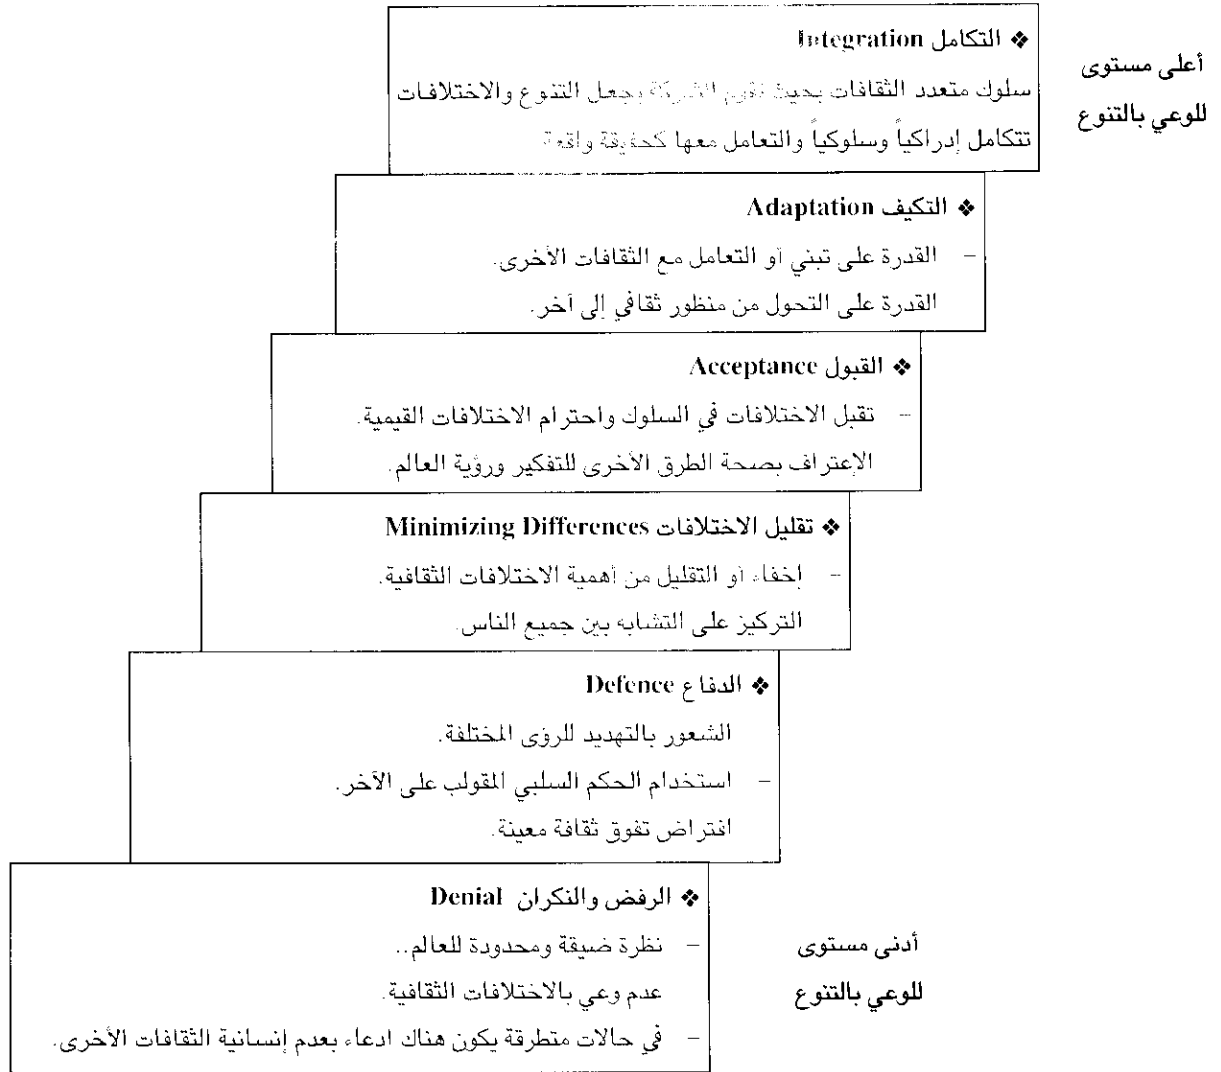 ❖ التكامل Integration
أعلى مستوى
للوعي بالتنوع
سلوك متعدد الثقافات بحيث تقوم الشركة بجعل التنوع والاختلافات
تتكامل إدراكياً وسلوكياً والتعامل معها كحقيقة واقعة
❖ التكيف Adaptation
– القدرة على تبني أو التعامل مع الثقافات الأخرى.
القدرة على التحول من منظور ثقافي إلى آخر.
❖ القبول Acceptance
– تقبل الاختلافات في السلوك واحترام الاختلافات القيمية.
الإعتراف بصحة الطرق الأخرى للتفكير ورؤية العالم.
❖ تقليل الاختلافات Minimizing Differences
– إخفاء أو التقليل من أهمية الاختلافات الثقافية.
التركيز على التشابه بين جميع الناس.
❖ الدفاع Defence
الشعور بالتهديد للرؤى المختلفة.
– استخدام الحكم السلبي المقولب على الآخر.
افتراض تفوق ثقافة معينة.
❖ الرفض والنكران Denial
– نظرة ضيقة ومحدودة للعالم..
عدم وعي بالاختلافات الثقافية.
– في حالات متطرقة يكون هناك ادعاء بعدم إنسانية الثقافات الأخرى.
أدنى مستوى
للوعي بالتنوع